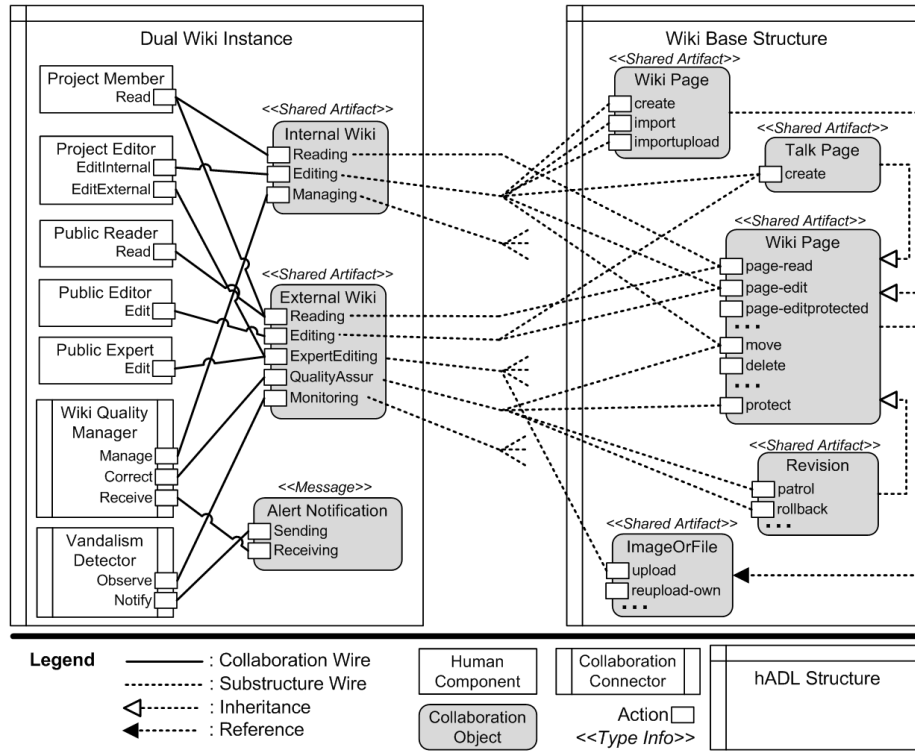 Dual Wiki Instance
Project Member
Read
Project Editor
EditInternal
EditExternal
Public Reader
Read
Public Editor
Edit
Public Expert
Edit
Wiki Quality
Manager
Manage
Correct
Receive
Vandalism
Detector
Observe
Notify
<<Shared Artifact>>
Internal Wiki
Reading
Editing
Managing
<<Shared Artifact>>
External Wiki
Reading
Editing
ExpertEditing
QualityAssur
Monitoring
<<Message>>
Alert Notification
Sending
Receiving
Wiki Base Structure
<<Shared Artifact>>
Wiki Page
create
import
importupload
<<Shared Artifact>>
Talk Page
create
<<Shared Artifact>>
Wiki Page
page-read
page-edit
page-editprotected
...
move
delete
...
protect
<<Shared Artifact>>
Revision
patrol
rollback
...
<<Shared Artifact>>
ImageOrFile
upload
reupload-own
...
Legend
: Collaboration Wire
: Substructure Wire
: Inheritance
: Reference
Human
Component
Collaboration
Object
Collaboration
Connector
Action
<<Type Info>>
hADL Structure